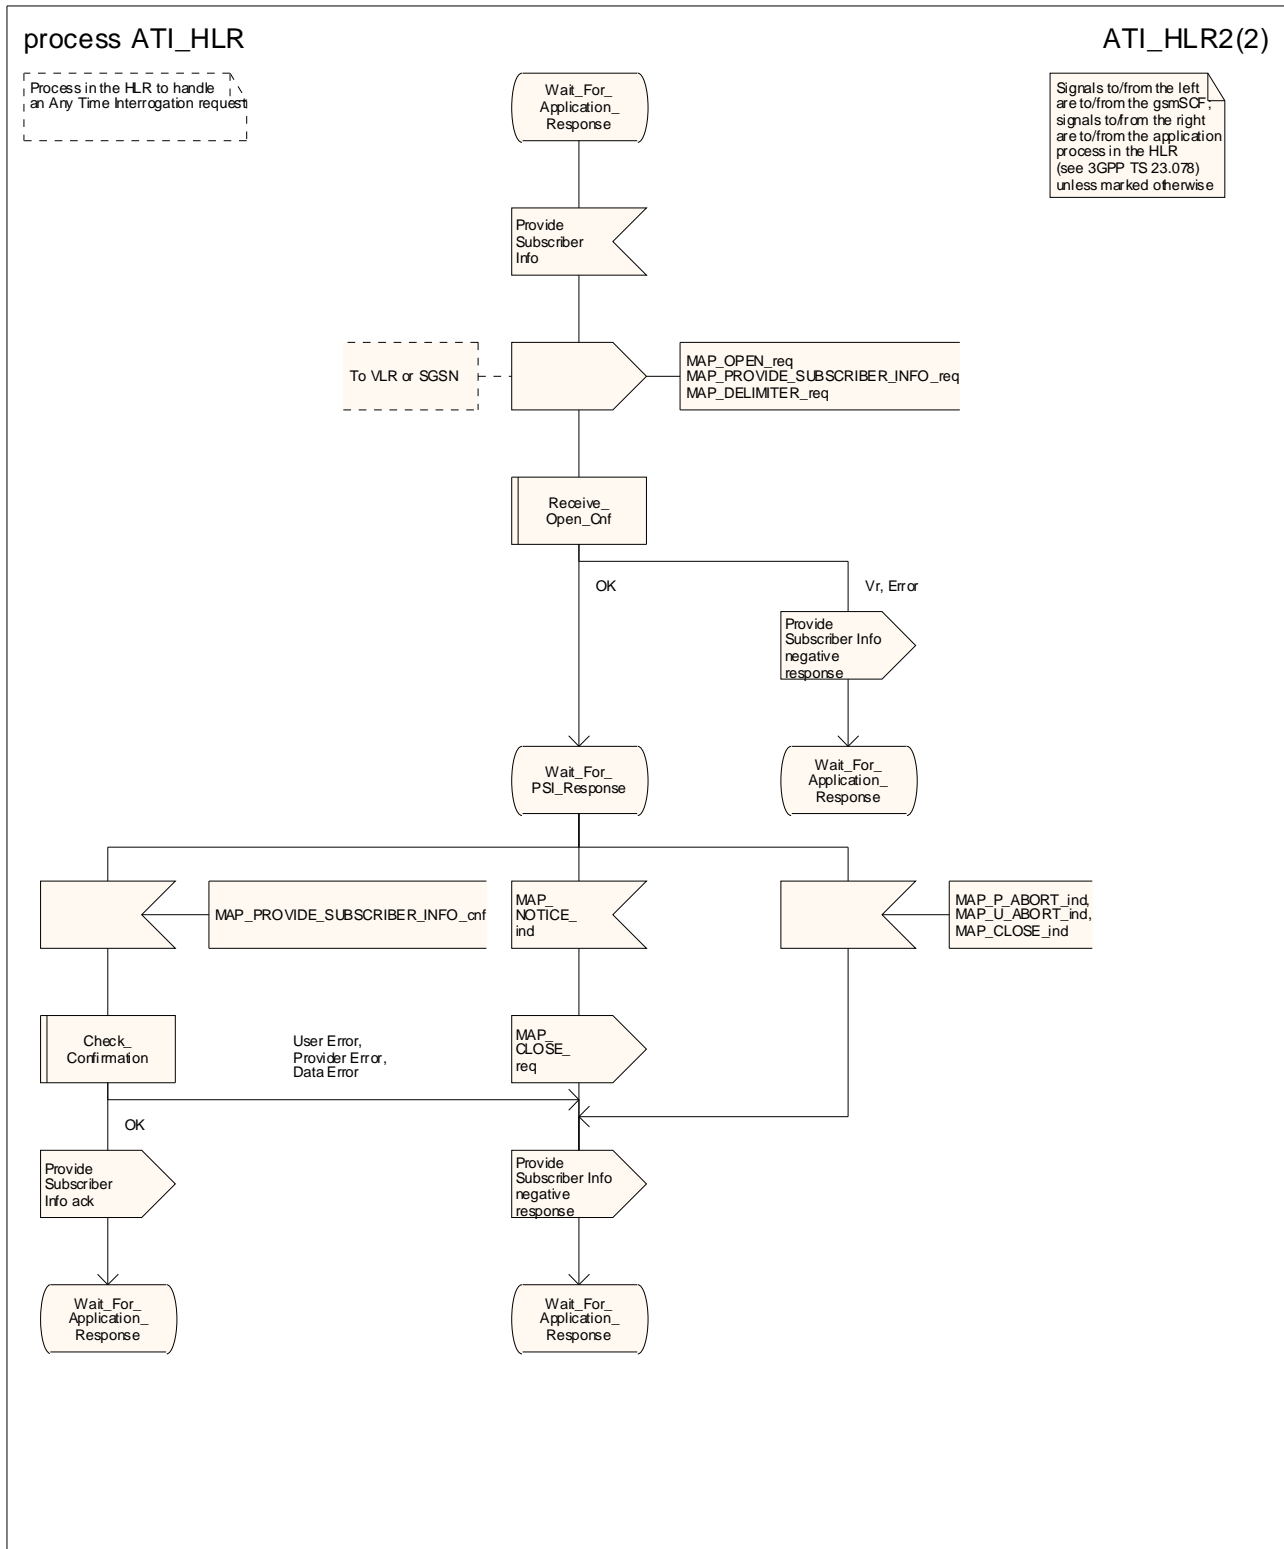 process ATI_HLR
ATI_HLR2(2)
Process in the HLR to handle
an Any Time Interrogation request
Wait_For_
Application_
Response
Signals to/from the left
are to/from the gsmSCF;
signals to/from the right
are to/from the application
process in the HLR
(see 3GPP TS 23.078)
unless marked otherwise
Provide
Subscriber
Info
To VLR or SGSN
MAP_OPEN_req
MAP_PROVIDE_SUBSCRIBER_INFO_req
MAP_DELIMITER_req
Receive_
Open_Cnf
OK
Vr, Error
Provide
Subscriber Info
negative
response
Wait_For_
PSI_Response
Wait_For_
Application_
Response
MAP_PROVIDE_SUBSCRIBER_INFO_cnf
MAP_
NOTICE_
ind
MAP_P_ABORT_ind,
MAP_U_ABORT_ind,
MAP_CLOSE_ind
Check_
Confirmation
User Error,
Provider Error,
Data Error
MAP_
CLOSE_
req
OK
Provide
Subscriber
Info ack
Provide
Subscriber Info
negative
response
Wait_For_
Application_
Response
Wait_For_
Application_
Response